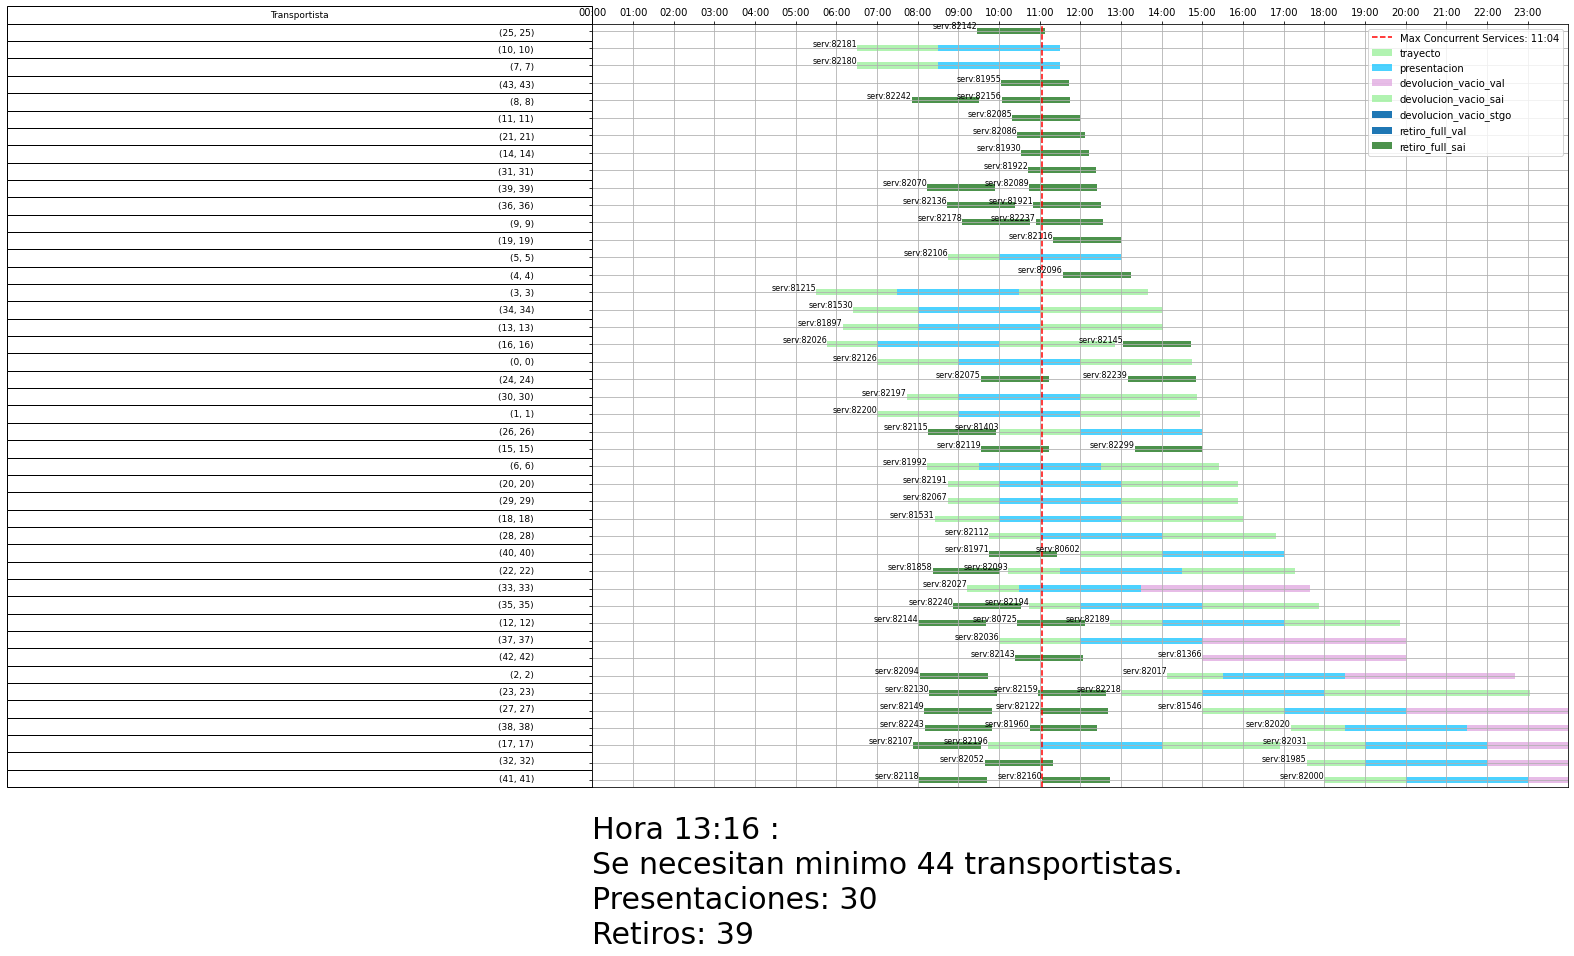 Transportista
00:00 01:00 02:00 03:00 04:00 05:00 06:00 07:00 08:00 09:00 10:00 11:00 12:00 13:00 14:00 15:00 16:00 17:00 18:00 19:00 20:00 21:00 22:00 23:00
Max Concurrent Services: 11:04
trayecto
presentacion
devolucion_vacio_val
devolucion_vacio_sai
devolucion_vacio_stgo
retiro_full_val
retiro_full_sai
(25, 25) serv:82142
(10, 10) serv:82181
(7, 7) serv:82180
(43, 43) serv:81955
(8, 8) serv:82242 serv:82156
(11, 11) serv:82085
(21, 21) serv:82086
(14, 14) serv:81930
(31, 31) serv:81922
(39, 39) serv:82070 serv:82089
(36, 36) serv:82136 serv:81921
(9, 9) serv:82178 serv:82237
(19, 19) serv:82116
(5, 5) serv:82106
(4, 4) serv:82096
(3, 3) serv:81215
(34, 34) serv:81530
(13, 13) serv:81897
(16, 16) serv:82026 serv:82145
(0, 0) serv:82126
(24, 24) serv:82075 serv:82239
(30, 30) serv:82197
(1, 1) serv:82200
(26, 26) serv:82115 serv:81403
(15, 15) serv:82119 serv:82299
(6, 6) serv:81992
(20, 20) serv:82191
(29, 29) serv:82067
(18, 18) serv:81531
(28, 28) serv:82112
(40, 40) serv:81971 serv:80602
(22, 22) serv:81858 serv:82093
(33, 33) serv:82027
(35, 35) serv:82240 serv:82194
(12, 12) serv:82144 serv:80725 serv:82189
(37, 37) serv:82036
(42, 42) serv:82143 serv:81366
(2, 2) serv:82094 serv:82017
(23, 23) serv:82130 serv:82159 serv:82218
(27, 27) serv:82149 serv:82122 serv:81546
(38, 38) serv:82243 serv:81960 serv:82020
(17, 17) serv:82107 serv:82196 serv:82031
(32, 32) serv:82052 serv:81985
(41, 41) serv:82118 serv:82160 serv:82000
Hora 13:16 :
Se necesitan minimo 44 transportistas.
Presentaciones: 30
Retiros: 39